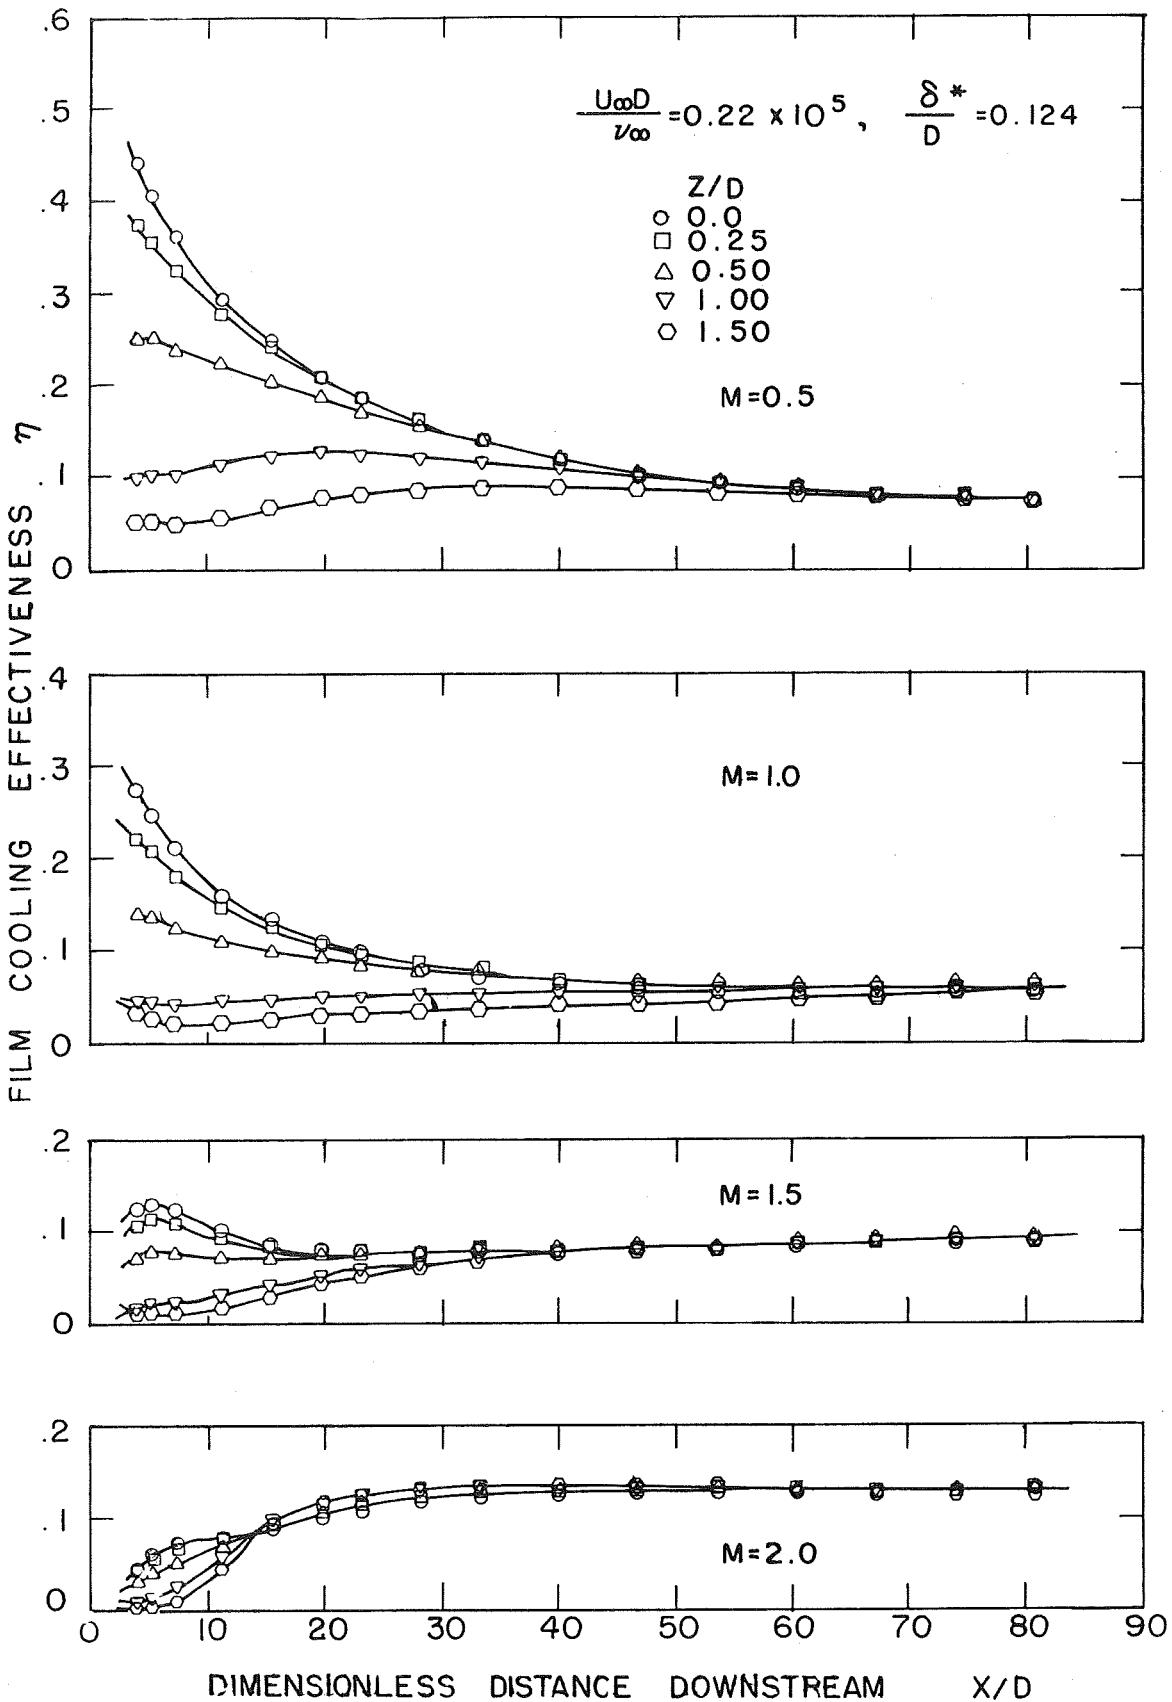 .6
.5
.4
.3
.2
.1
0
U∞D/ν∞ =0.22 x 10⁵, δ*/D =0.124
Z/D
○ 0.0
□ 0.25
△ 0.50
▽ 1.00
⬡ 1.50
M=0.5
.4
.3
.2
.1
0
M=1.0
.2
.1
0
M=1.5
.2
.1
0
M=2.0
0 10 20 30 40 50 60 70 80 90
FILM COOLING EFFECTIVENESS . η
DIMENSIONLESS DISTANCE DOWNSTREAM X/D